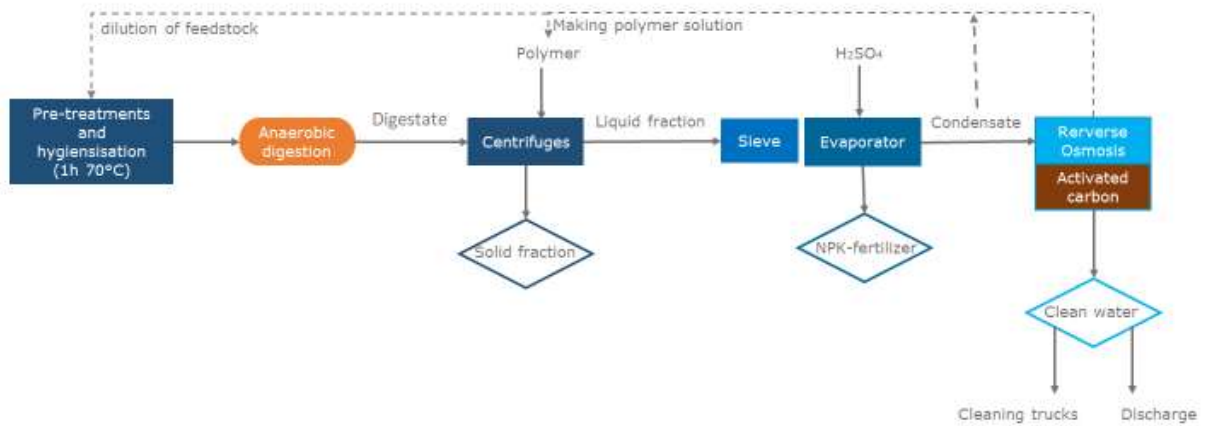 dilution of feedstock
Making polymer solution
Polymer
H₂SO₄
Pre-treatments
and
hygiensisation
(1h 70°C)
Anaerobic
digestion
Digestate
Centrifuges
Liquid fraction
Sieve
Evaporator
Condensate
Rerverse
Osmosis
Activated
carbon
Solid fraction
NPK-fertilizer
Clean water
Cleaning trucks
Discharge